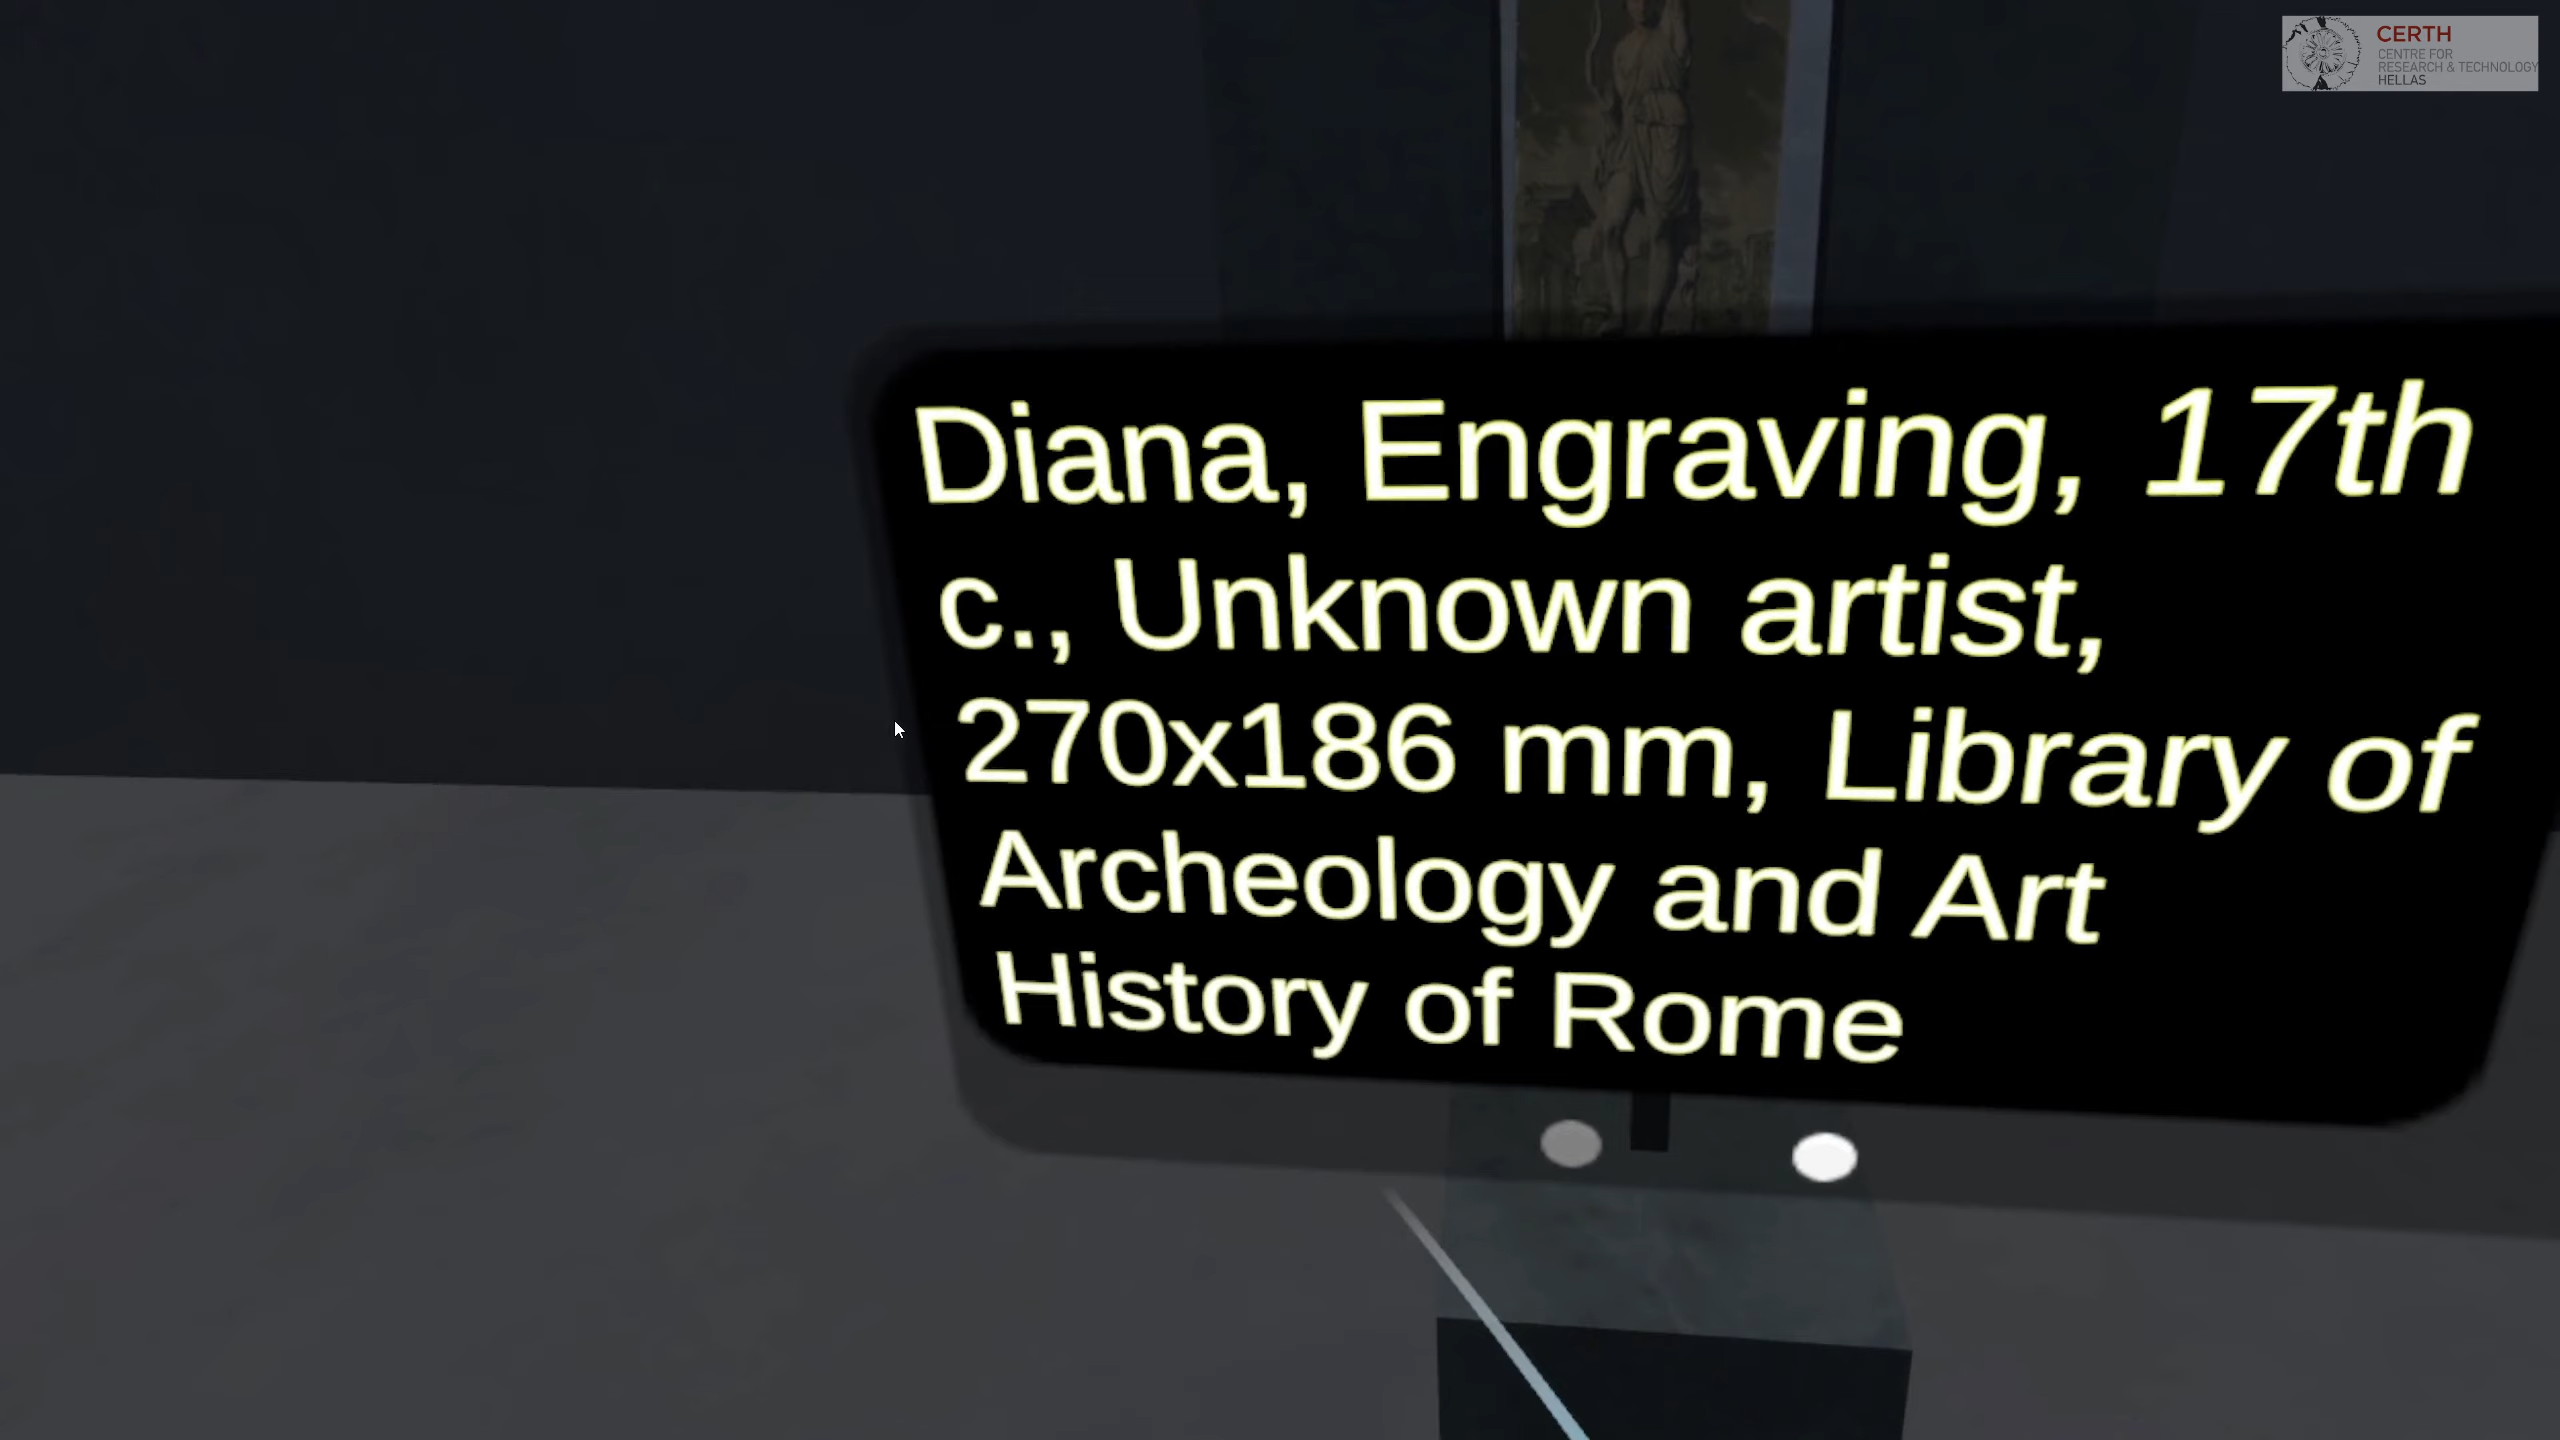 CERTH
CENTRE FOR
RESEARCH & TECHNOLOGY
HELLAS
Diana, Engraving, 17th
c., Unknown artist,
270x186 mm, Library of
Archeology and Art
History of Rome